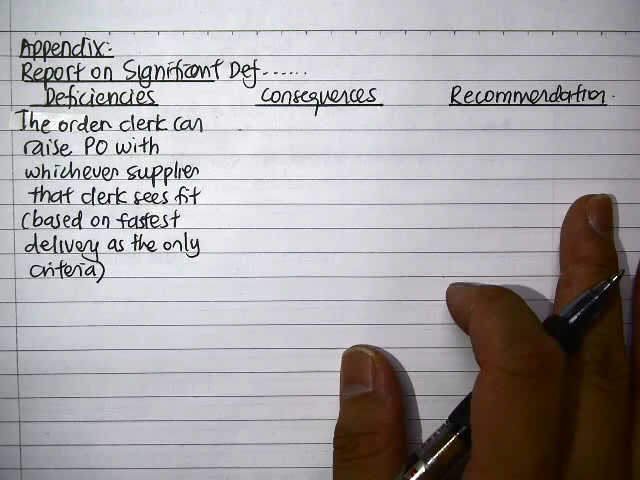 Appendix:
Report on Significant Def......
Deficiencies Consequences Recommendation.
The order clerk can
raise PO with
whichever supplier
that clerk sees fit
(based on fastest
delivery as the only
criteria)